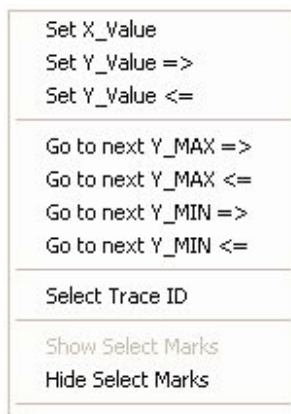 Set X_Value
Set Y_Value =>
Set Y_Value <=
Go to next Y_MAX =>
Go to next Y_MAX <=
Go to next Y_MIN =>
Go to next Y_MIN <=
Select Trace ID
Show Select Marks
Hide Select Marks